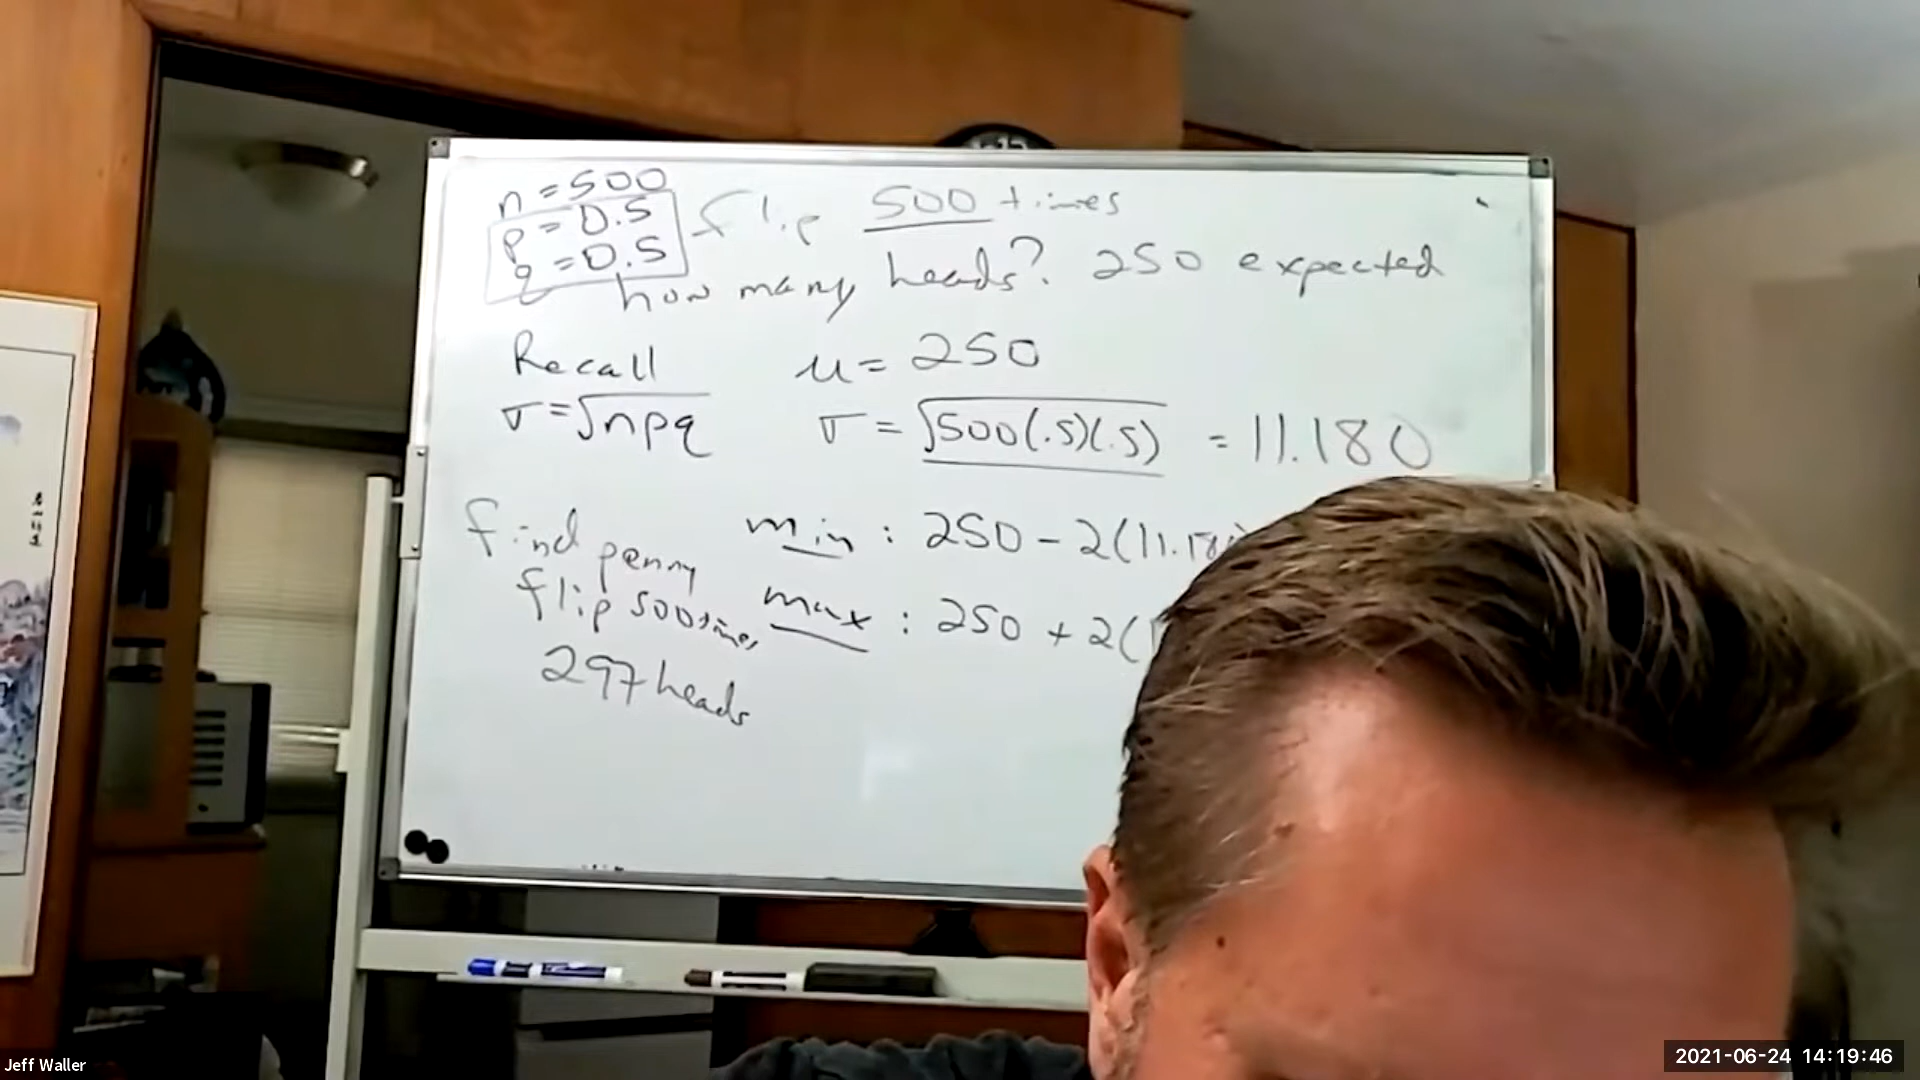 n = 500
p = 0.5
q = 0.5
flip 500 times
how many heads? 250 expected
Recall
σ = √npq
μ = 250
σ = √500(.5)(.5) = 11.180
find penny
flip 500 times
297 heads
min : 250 - 2(11.18
max : 250 + 2(1
Jeff Waller
2021-06-24 14:19:46